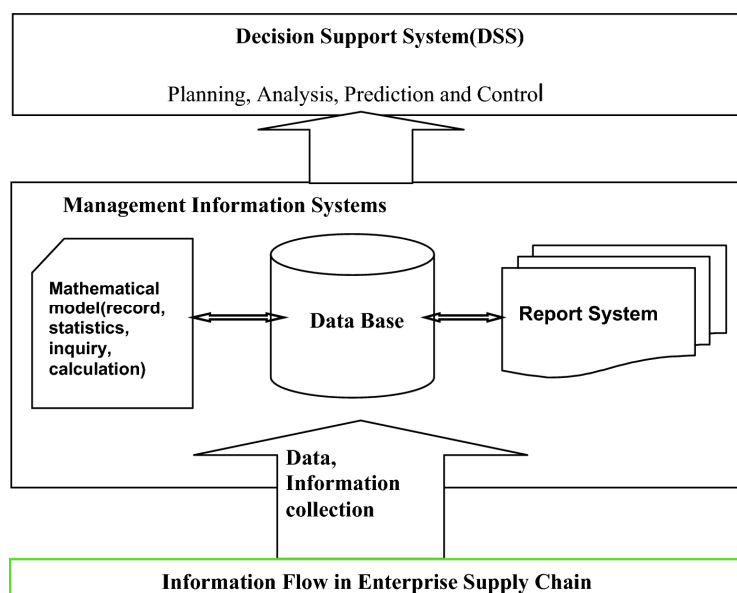 Decision Support System(DSS)
Planning, Analysis, Prediction and Control
Management Information Systems
Mathematical
model(record,
statistics,
inquiry,
calculation)
Data Base
Report System
Data,
Information
collection
Information Flow in Enterprise Supply Chain